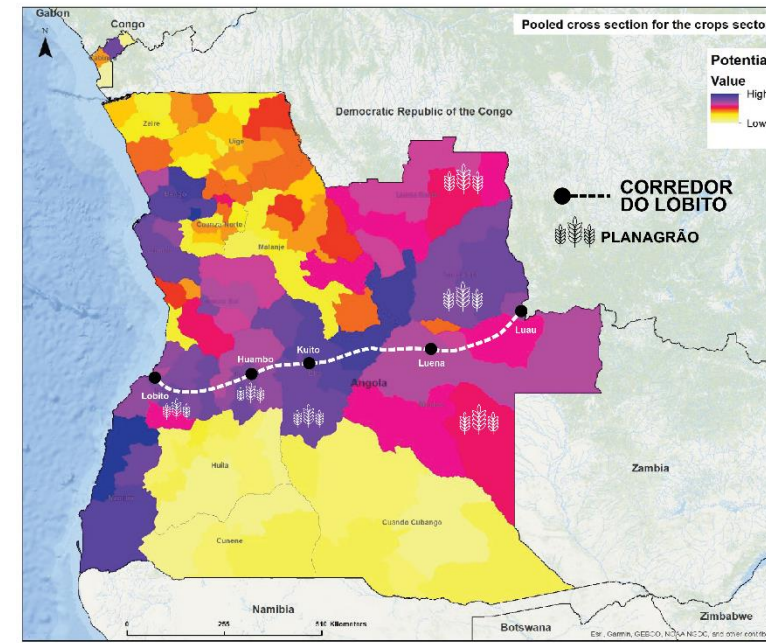 Gabon
Congo
N
Pooled cross section for the crops secto
Potentia
Value
High
Low
Democratic Republic of the Congo
Zaire
Uige
CORREDOR
DO LOBITO
PLANAGRÃO
Cuanza Norte
Malanje
Kuito
Huambo
Luau
Luena
Lobito
Angola
Zambia
Huila
Cuando Cubango
Cunene
Namibia
Botswana
Zimbabwe
0 255 510 Kilometers
Esri, Garmin, GEBCO, NOAA NGDC, and other contrib